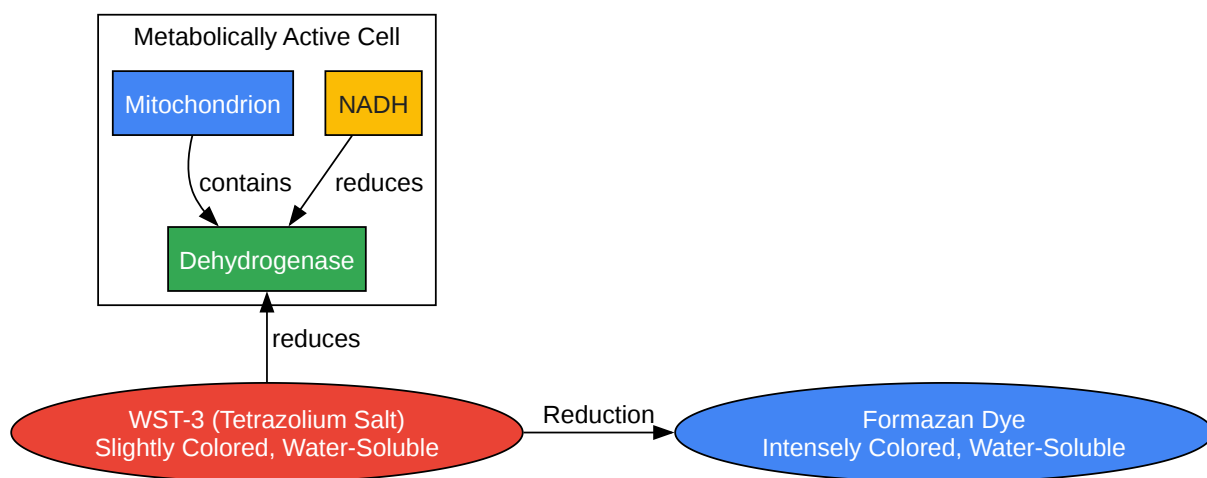 Metabolically Active Cell
Mitochondrion
NADH
contains
reduces
Dehydrogenase
reduces
WST-3 (Tetrazolium Salt)
Slightly Colored, Water-Soluble
Reduction
Formazan Dye
Intensely Colored, Water-Soluble